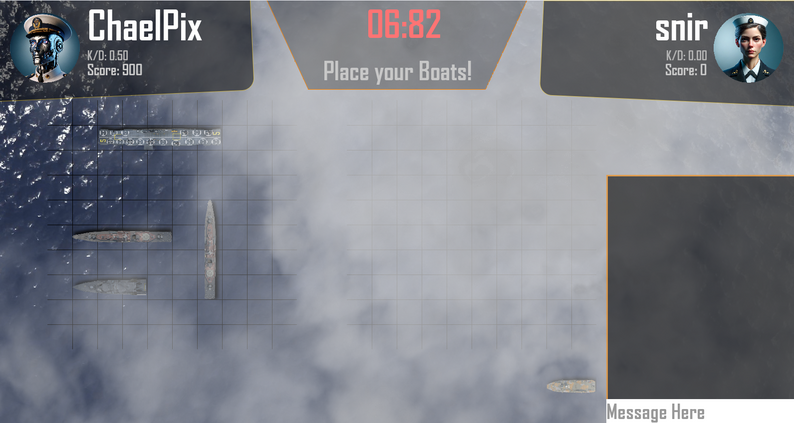 ChaelPix
K/D: 0.50
Score: 900
06:82
Place your Boats!
snir
K/D: 0.00
Score: 0
Message Here